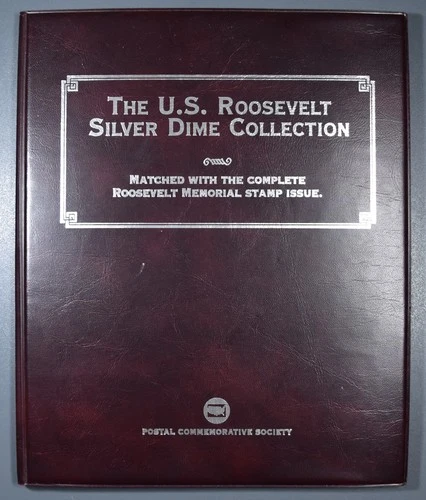 The U.S. Roosevelt
Silver Dime Collection
Matched with the complete
Roosevelt Memorial stamp issue.
Postal Commemorative Society